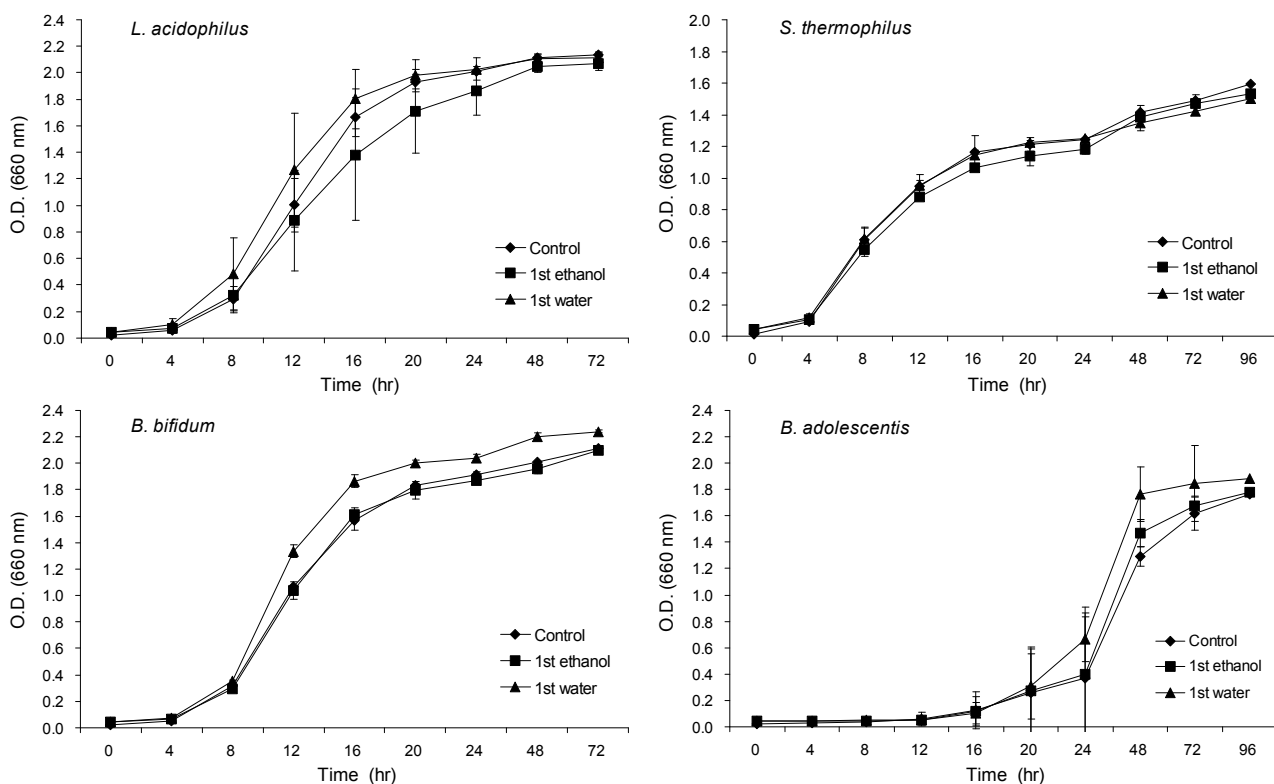 L. acidophilus
O.D. (660 nm)
2.4
2.2
2.0
1.8
1.6
1.4
1.2
1.0
0.8
0.6
0.4
0.2
0.0
Control
1st ethanol
1st water
0 4 8 12 16 20 24 48 72
Time (hr)
S. thermophilus
O.D. (660 nm)
2.0
1.8
1.6
1.4
1.2
1.0
0.8
0.6
0.4
0.2
0.0
Control
1st ethanol
1st water
0 4 8 12 16 20 24 48 72 96
Time (hr)
B. bifidum
O.D. (660 nm)
2.4
2.2
2.0
1.8
1.6
1.4
1.2
1.0
0.8
0.6
0.4
0.2
0.0
Control
1st ethanol
1st water
0 4 8 12 16 20 24 48 72
Time (hr)
B. adolescentis
O.D. (660 nm)
2.4
2.2
2.0
1.8
1.6
1.4
1.2
1.0
0.8
0.6
0.4
0.2
0.0
Control
1st ethanol
1st water
0 4 8 12 16 20 24 48 72 96
Time (hr)